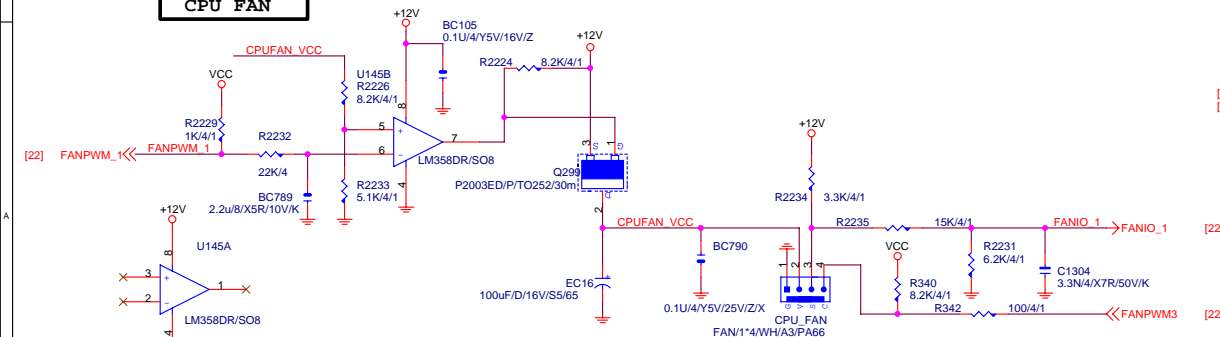 CPU FAN
+12V
BC105
0.1U/4/Y5V/16V/Z
+12V
CPUFAN_VCC
R2224
8.2K/4/1
VCC
U145B
R2226
8.2K/4/1
8
R2229
1K/4/1
R2232
5
+
7
3
S
G
1
+12V
[22]
FANPWM_1
FANPWM_1
6
-
LM358DR/SO8
22K/4
4
Q299
P2003ED/P/TO252/30m
R2233
5.1K/4/1
BC789
2.2u/8/X5R/10V/K
D
2
R2234
3.3K/4/1
A
+12V
CPUFAN_VCC
R2235
15K/4/1
FANIO_1
FANIO_1
[22
U145A
8
BC790
VCC
R2231
6.2K/4/1
3
+
1
2
-
EC16
+
100uF/D/16V/S5/65
1
2
3
4
R340
8.2K/4/1
C1304
3.3N/4/X7R/50V/K
LM358DR/SO8
4
0.1U/4/Y5V/25V/Z/X
G
V
S
C
CPU_FAN
FAN/1*4/WH/A3/PA66
R342
100/4/1
FANPWM3
[22
[
[